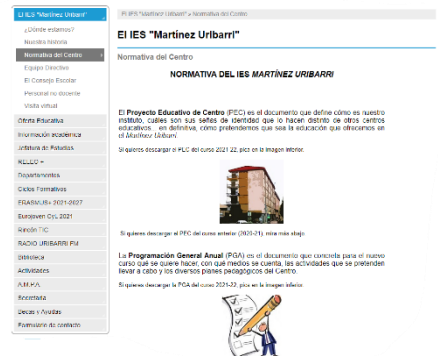 El IES "Martínez Uribarri"
El IES "Martínez Uribarri" » Normativa del Centro
¿Dónde estamos?
Nuestra historia
Normativa del Centro
Equipo Directivo
El Consejo Escolar
Personal no docente
Visita virtual
Oferta Educativa
Información académica
Jefatura de Estudios
RELEC +
Departamentos
Ciclos Formativos
ERASMUS+ 2021-2027
Eurojoven CyL 2021
Rincón TIC
RADIO URIBARRI FM
Biblioteca
Actividades
A.M.P.A.
Secretaría
Becas y Ayudas
Formulario de contacto
El IES "Martínez Uribarri"
Normativa del Centro
NORMATIVA DEL IES MARTÍNEZ URIBARRI
El Proyecto Educativo de Centro (PEC) es el documento que define cómo es nuestro
instituto, cuáles son sus señas de identidad que lo hacen distinto de otros centros
educativos... en definitiva, cómo pretendemos que sea la educación que ofrecemos en
el Martínez Uribarri
Si quieres descargar el PEC del curso 2021-22, pica en la imagen inferior.
Si quieres descargar el PEC del curso anterior (2020-21), mira más abajo
La Programación General Anual (PGA) es el documento que concreta para el nuevo
curso qué se quiere hacer, con qué medios se cuenta, las actividades que se pretenden
llevar a cabo y los diversos planes pedagógicos del Centro.
Si quieres descargar la PGA del curso 2021-22, pica en la imagen inferior.